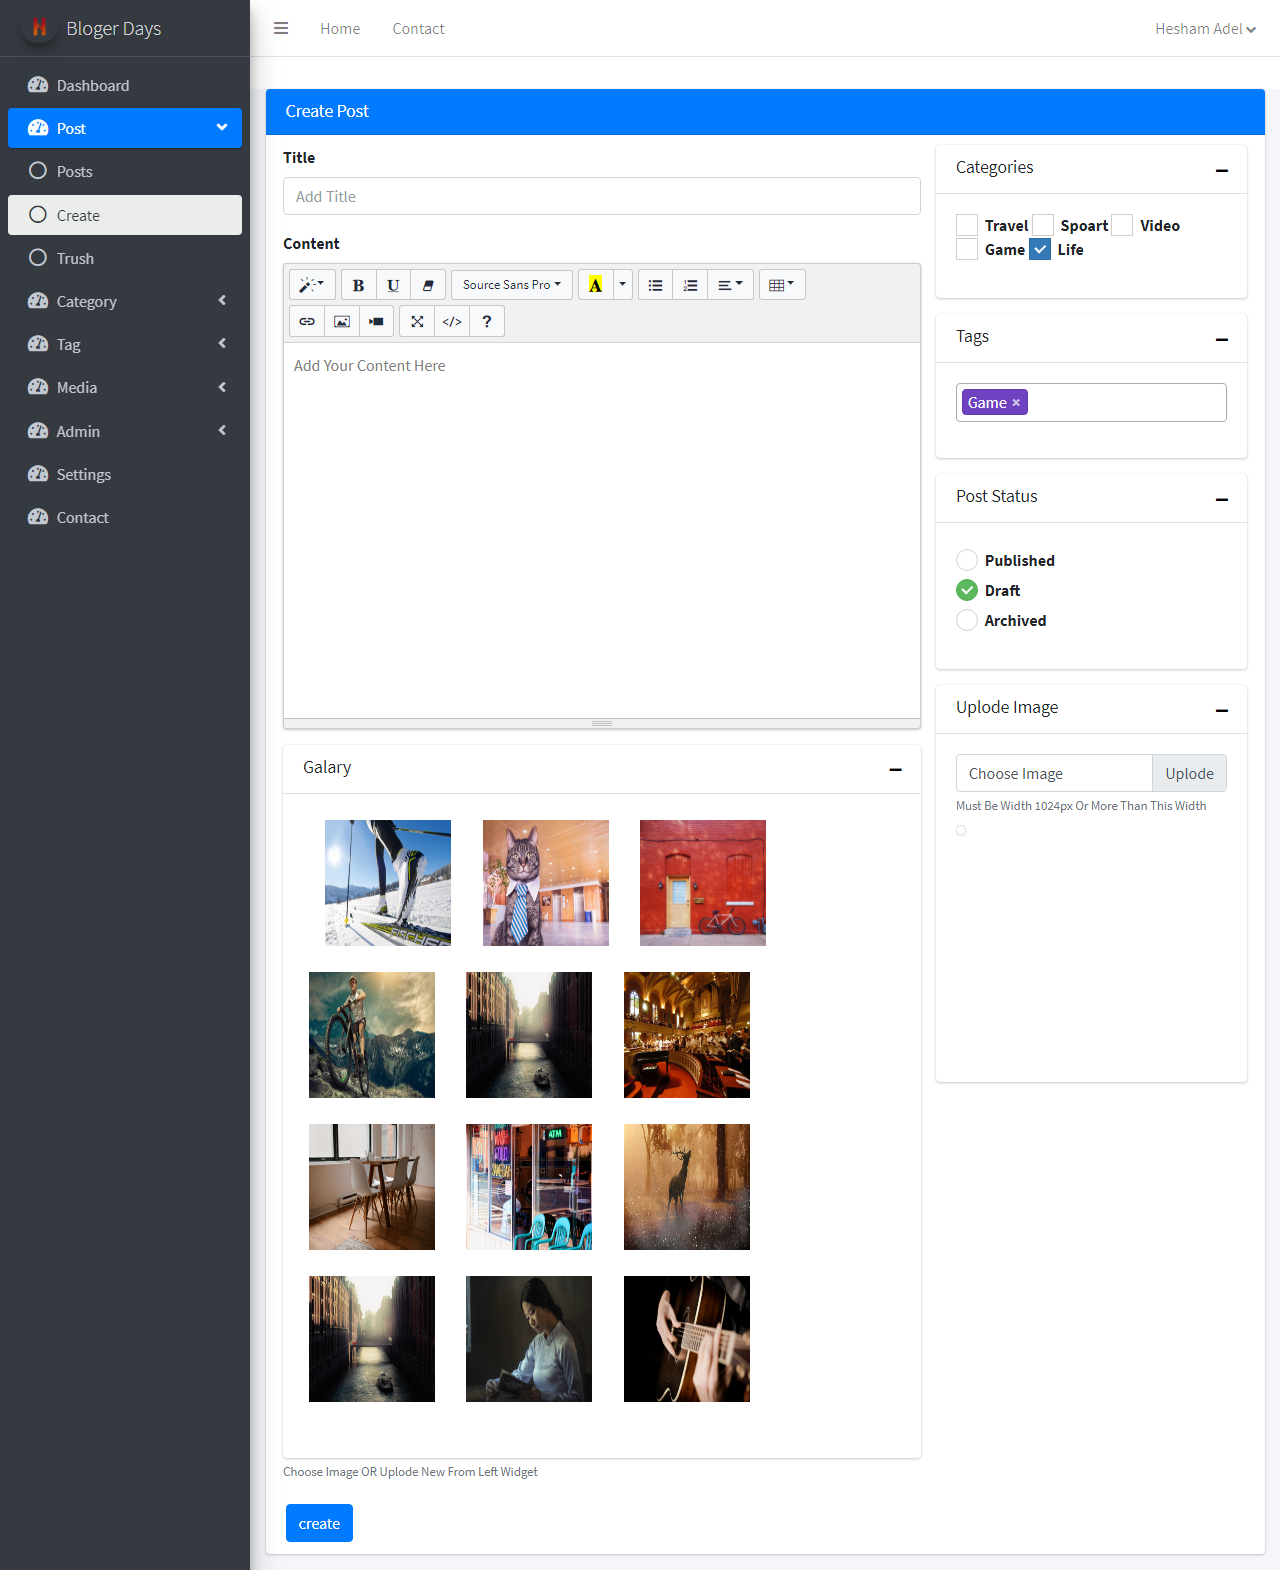 Bloger Days
Home
Contact
Hesham Adel
Dashboard
Post
Posts
Create
Trush
Category
Tag
Media
Admin
Settings
Contact
Create Post
Title
Add Title
Content
B U Source Sans Pro A
</> ?
Add Your Content Here
Galary
ATM
Choose Image OR Uplode New From Left Widget
create
Categories
Travel Spoart Video
Game Life
Tags
Game ×
Post Status
Published
Draft
Archived
Uplode Image
Choose Image Uplode
Must Be Width 1024px Or More Than This Width